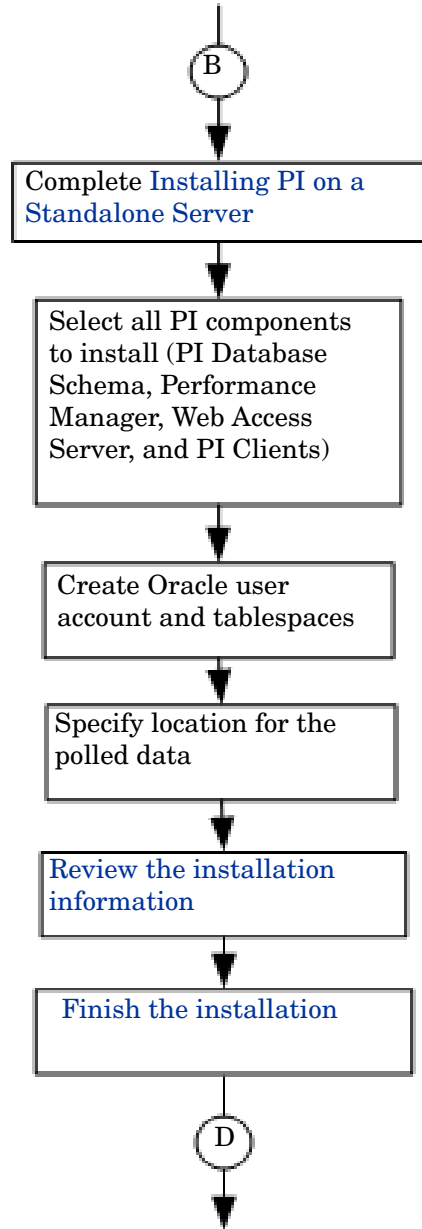 B
Complete Installing PI on a
Standalone Server
Select all PI components
to install (PI Database
Schema, Performance
Manager, Web Access
Server, and PI Clients)
Create Oracle user
account and tablespaces
Specify location for the
polled data
Review the installation
information
Finish the installation
D